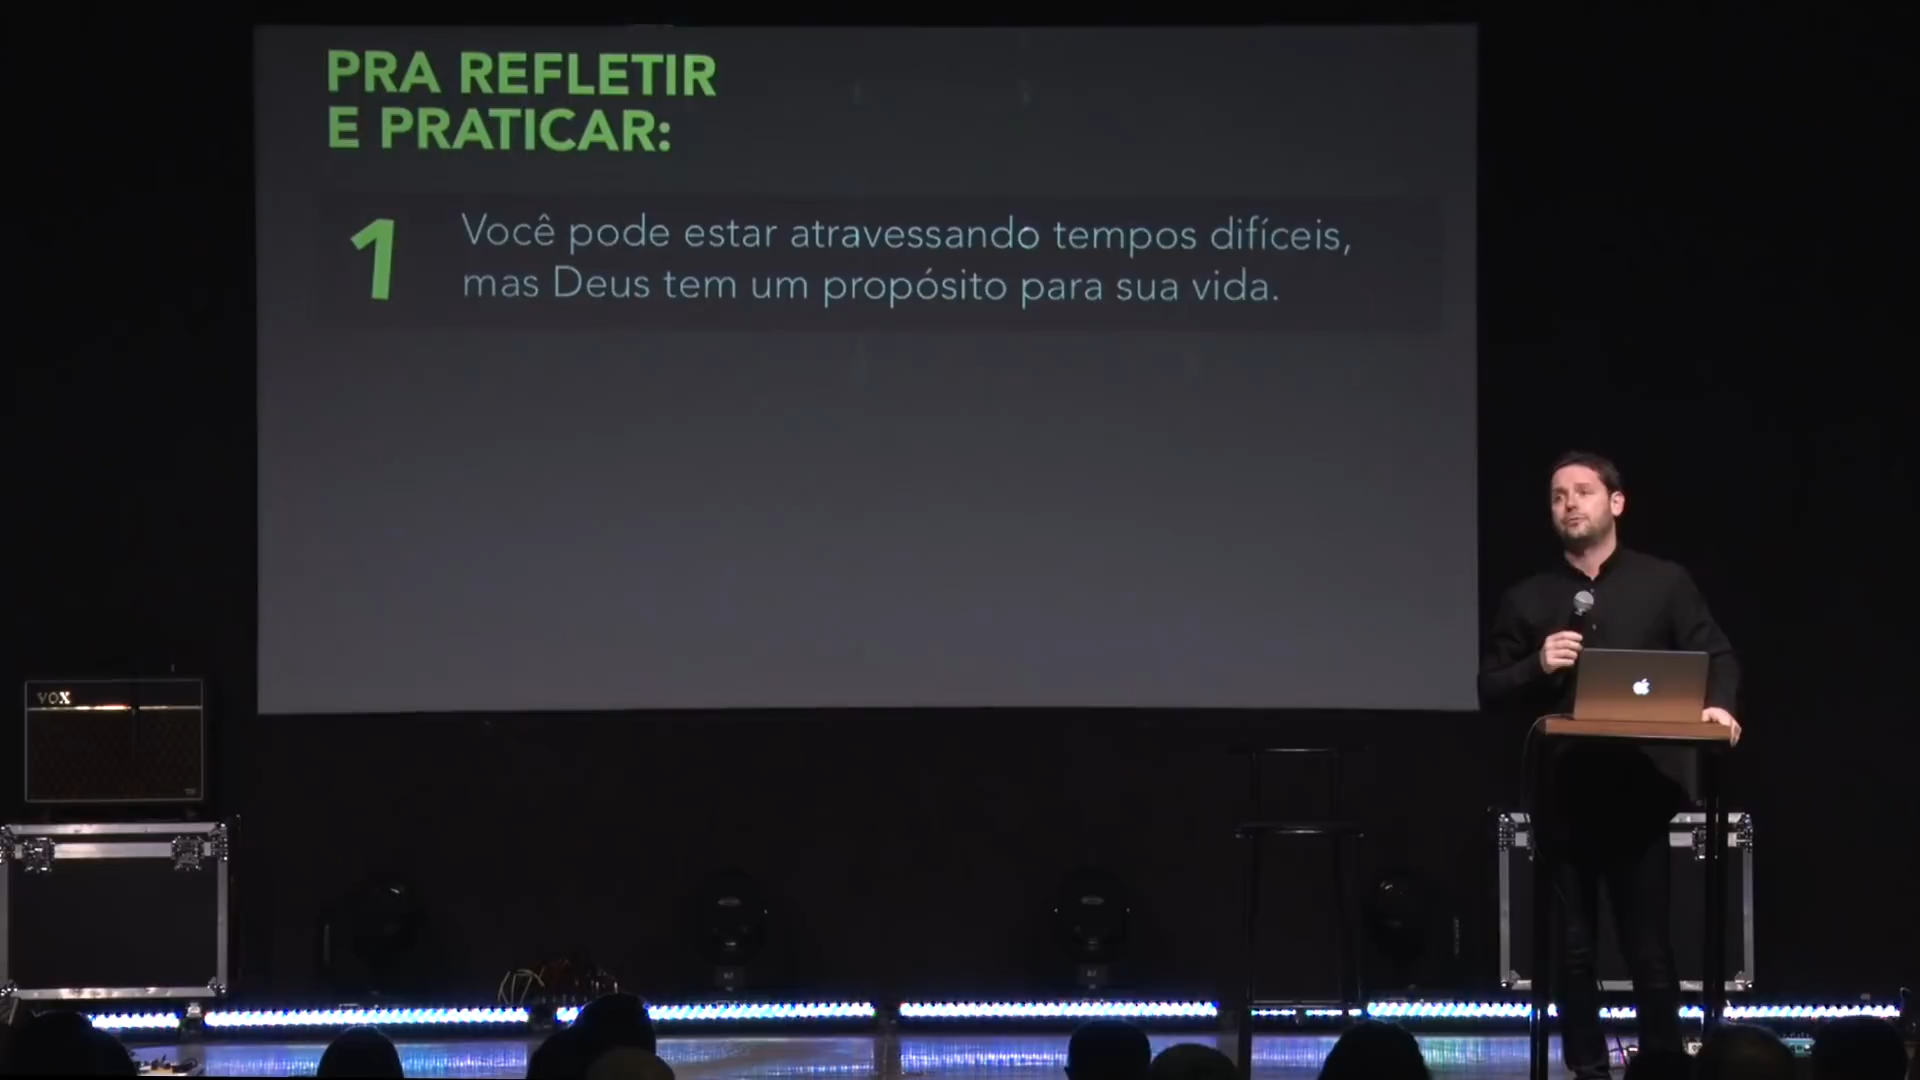 PRA REFLETIR
E PRATICAR:
1
Você pode estar atravessando tempos difíceis,
mas Deus tem um propósito para sua vida.
VOX